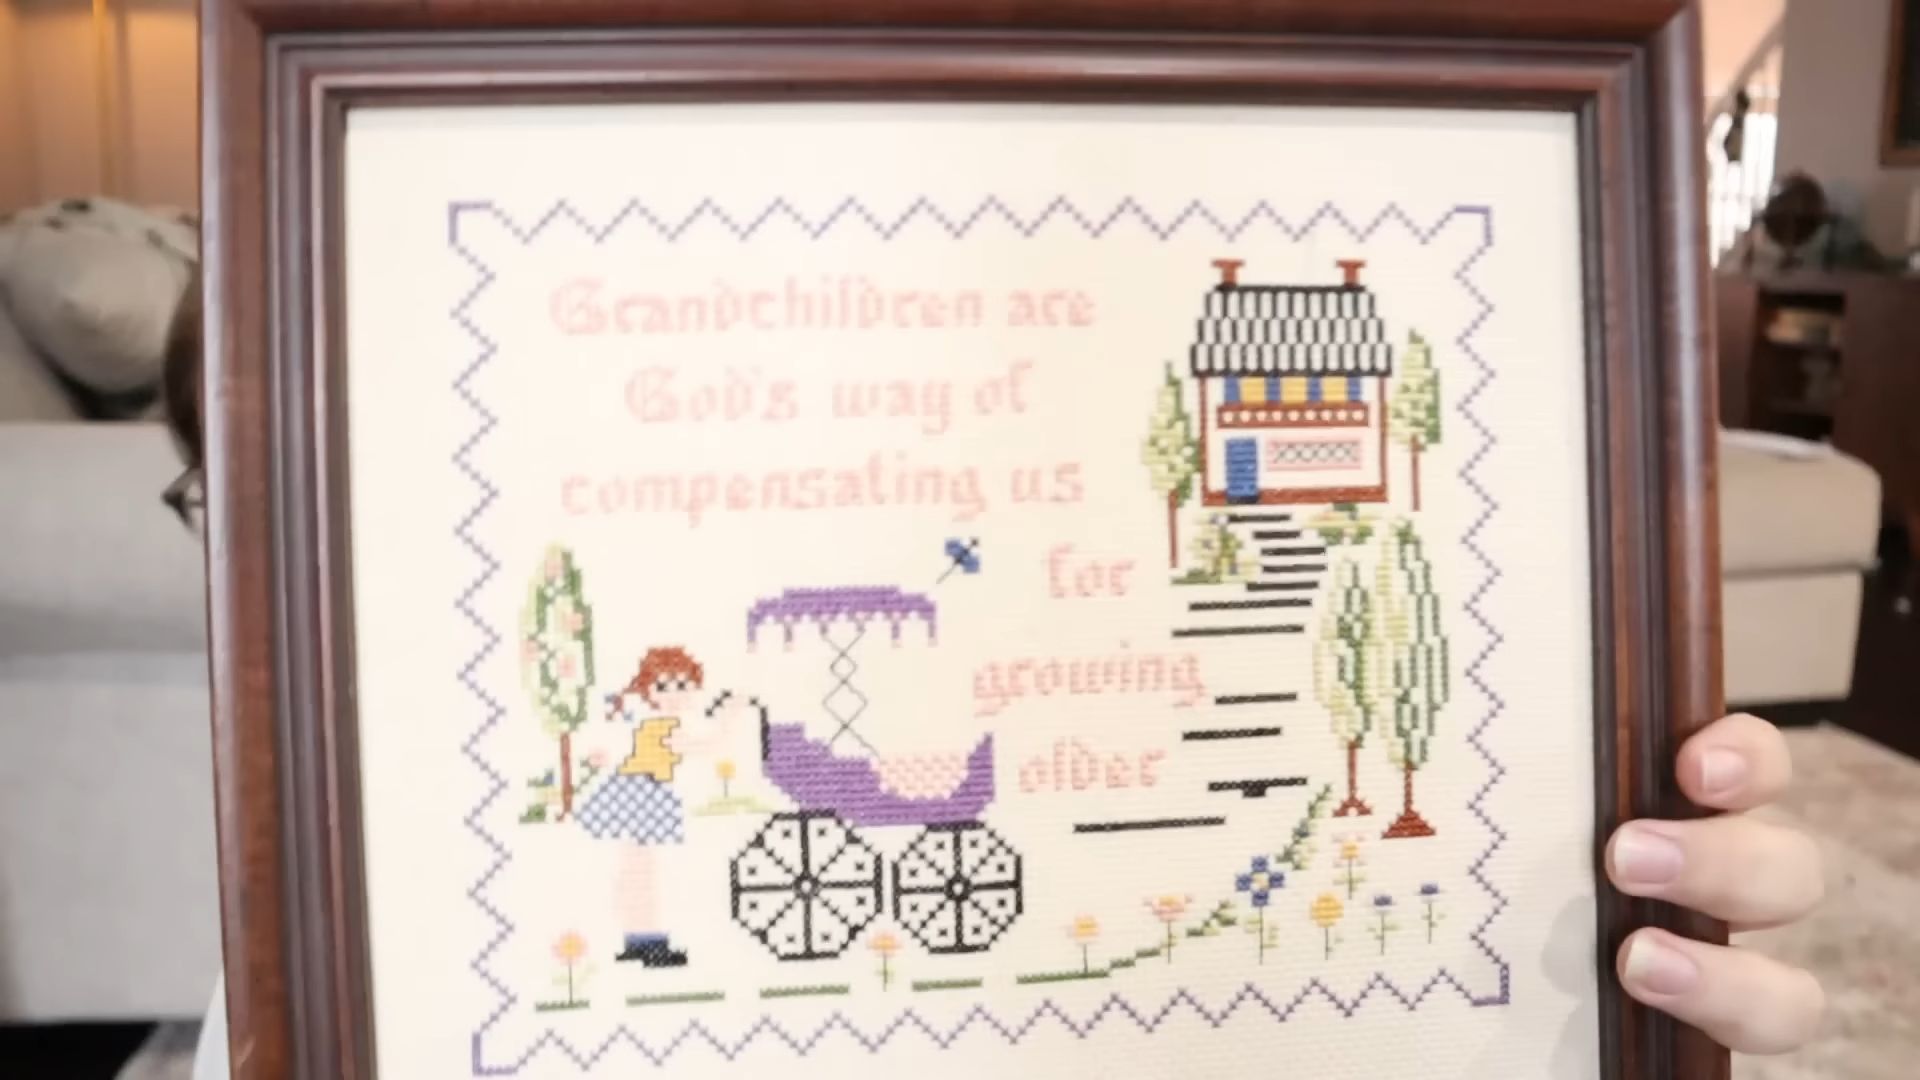 Grandchildren are
God's way of
compensating us
for
growing
older